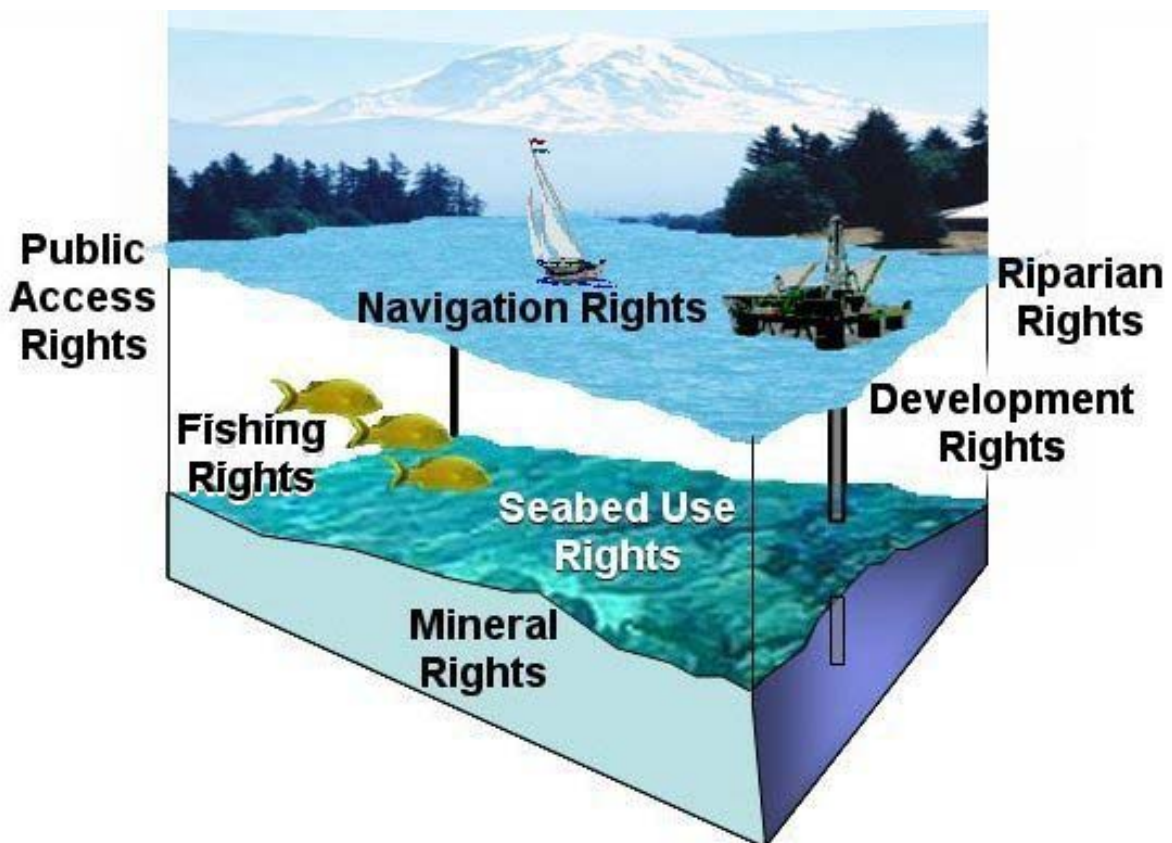 Public
Access
Rights
Navigation Rights
Riparian
Rights
Development
Rights
Fishing
Rights
Seabed Use
Rights
Mineral
Rights